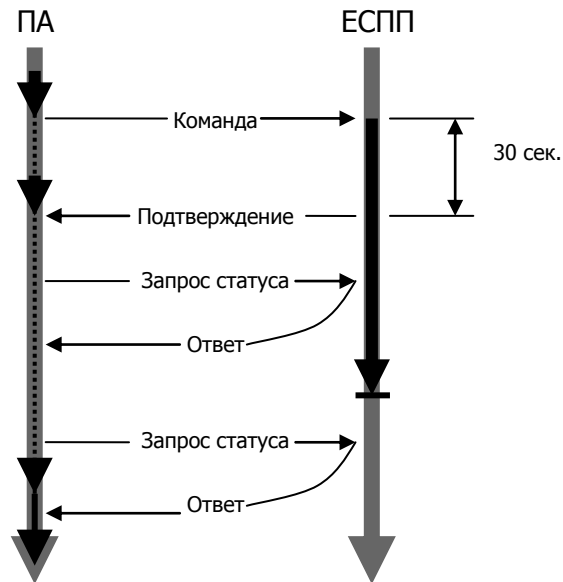 ПА
ЕСПП
Команда
30 сек.
Подтверждение
Запрос статуса
Ответ
Запрос статуса
Ответ